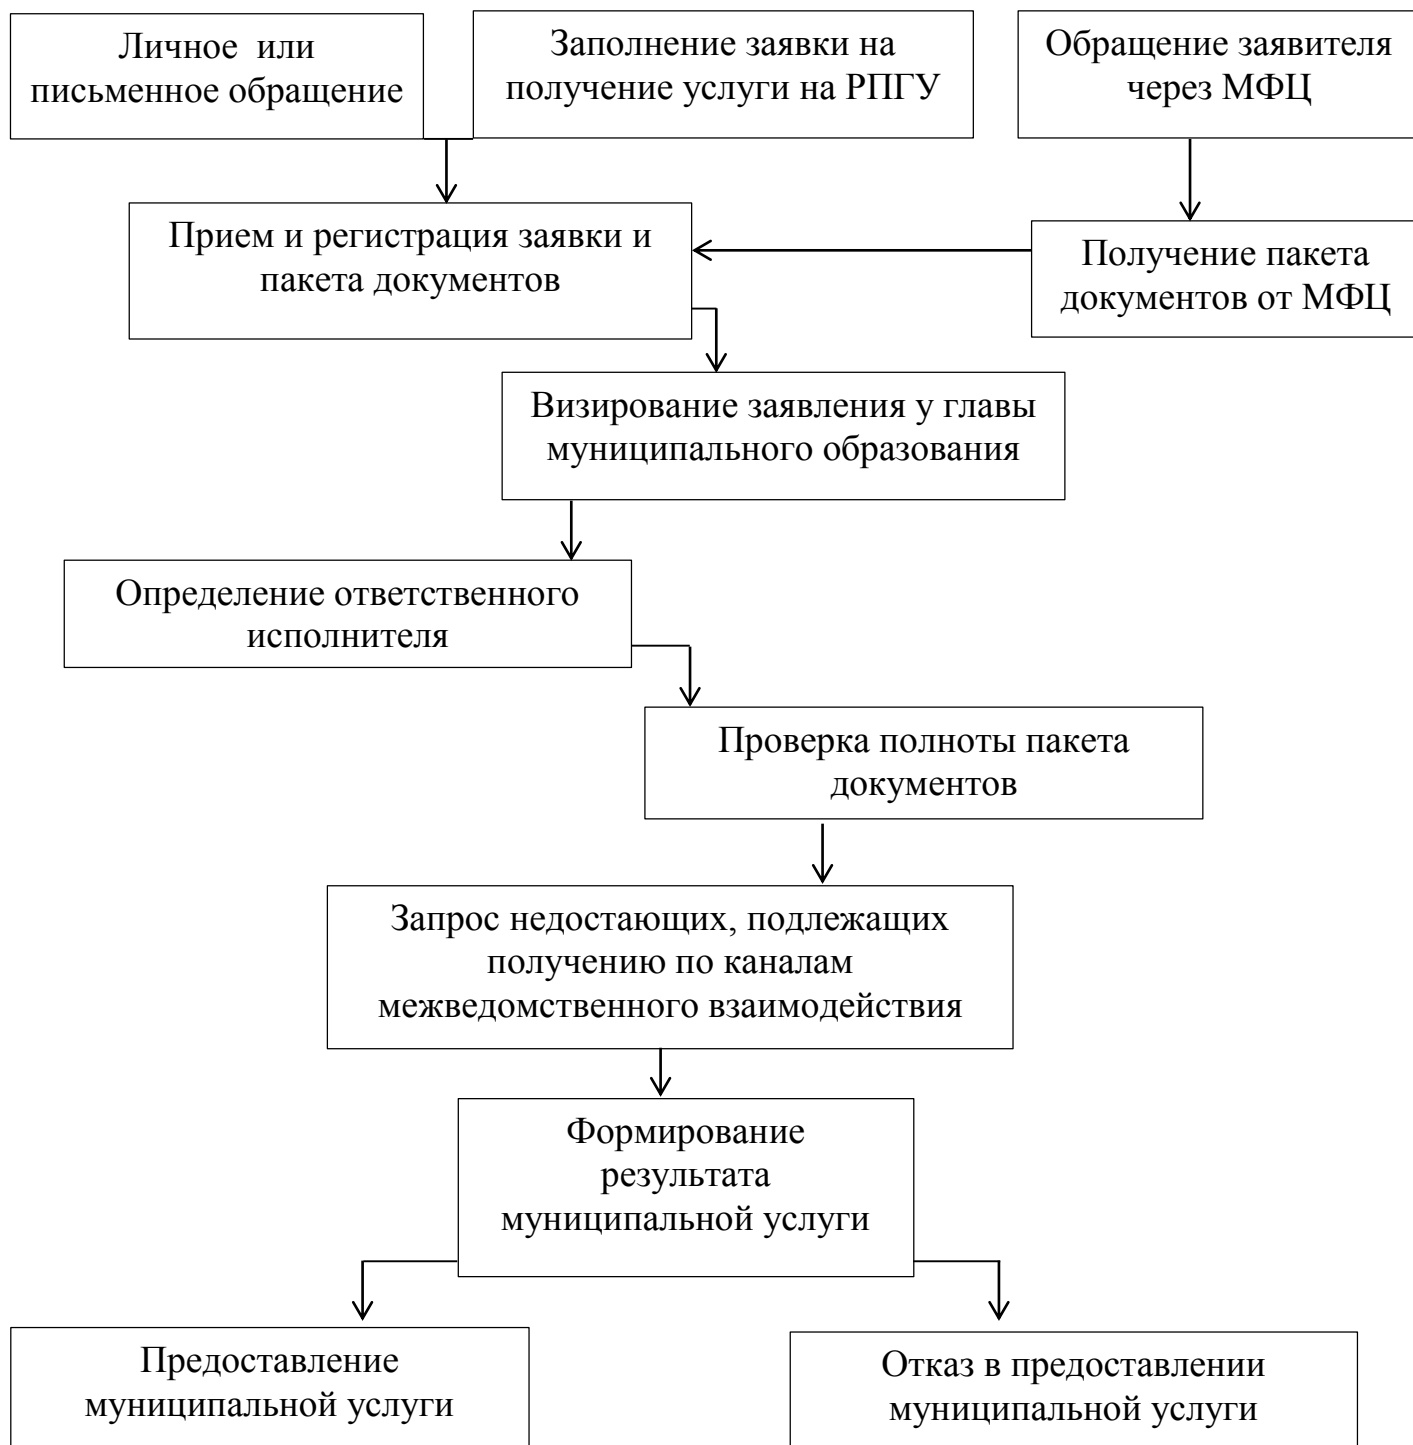 Личное или
письменное обращение
Заполнение заявки на
получение услуги на РПГУ
Обращение заявителя
через МФЦ
Прием и регистрация заявки и
пакета документов
Получение пакета
документов от МФЦ
Визирование заявления у главы
муниципального образования
Определение ответственного
исполнителя
Проверка полноты пакета
документов
Запрос недостающих, подлежащих
получению по каналам
межведомственного взаимодействия
Формирование
результата
муниципальной услуги
Предоставление
муниципальной услуги
Отказ в предоставлении
муниципальной услуги